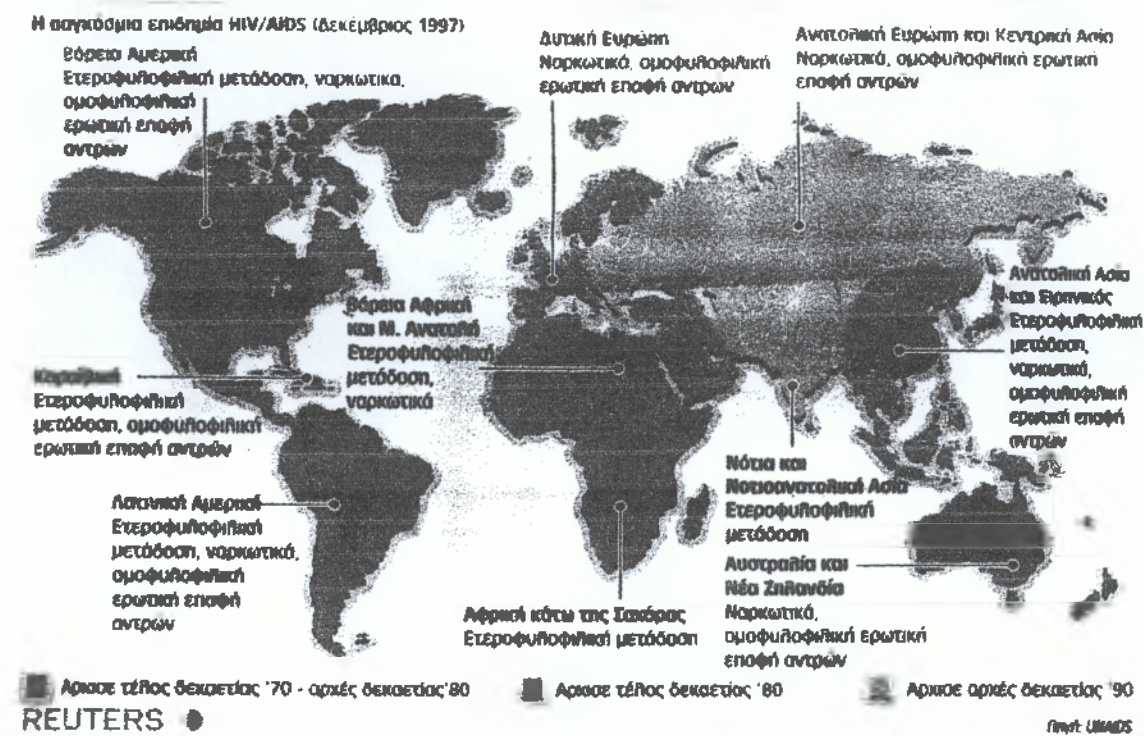 Η παγκόσμια επιδημία HIV/AIDS (Δεκέμβριος 1997)
Βόρεια Αμερική
Ετεροφυλοφιλική μετάδοση, ναρκωτικά,
ομοφυλοφιλική
ερωτική επαφή
αντρών
Δυτική Ευρώπη
Ναρκωτικά, ομοφυλοφιλική
ερωτική επαφή αντρών
Ανατολική Ευρώπη και Κεντρική Ασία
Ναρκωτικά, ομοφυλοφιλική ερωτική
επαφή αντρών
Βόρεια Αφρική
και Μ. Ανατολή
Ετεροφυλοφιλική
μετάδοση,
ναρκωτικά
Ανατολική Ασία
και Ειρηνικός
Ετεροφυλοφιλική
μετάδοση,
ναρκωτικά,
ομοφυλοφιλική
ερωτική επαφή
αντρών
Καραϊβική
Ετεροφυλοφιλική
μετάδοση, ομοφυλοφιλική
ερωτική επαφή αντρών
Λατινική Αμερική
Ετεροφυλοφιλική
μετάδοση, ναρκωτικά,
ομοφυλοφιλική
ερωτική επαφή
αντρών
Αφρική κάτω της Σαχάρας
Ετεροφυλοφιλική μετάδοση
Νότια και
Νοτιοανατολική Ασία
Ετεροφυλοφιλική
μετάδοση
Αυστραλία και
Νέα Ζηλανδία
Ναρκωτικά,
ομοφυλοφιλική ερωτική
επαφή αντρών
Αρχισε τέλος δεκαετίας '70 - αρχές δεκαετίας '80
Αρχισε τέλος δεκαετίας '80
Αρχισε αρχές δεκαετίας '90
REUTERS
Πηγή: UNAIDS